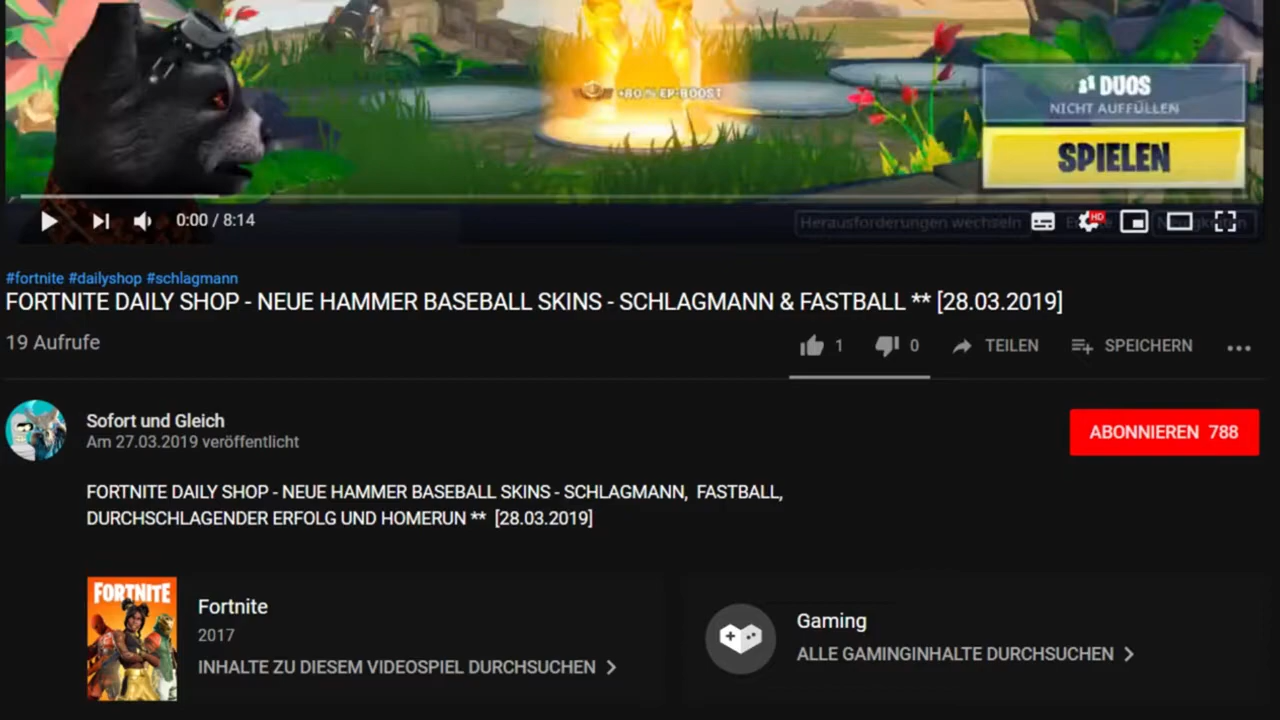 +80 % EP-BOOST
DUOS
NICHT AUFFÜLLEN
SPIELEN
0:00 / 8:14
Herausforderungen wechseln
HD
#fortnite #dailyshop #schlagmann
FORTNITE DAILY SHOP - NEUE HAMMER BASEBALL SKINS - SCHLAGMANN & FASTBALL ** [28.03.2019]
19 Aufrufe
1
0
TEILEN
SPEICHERN
Sofort und Gleich
Am 27.03.2019 veröffentlicht
ABONNIEREN 788
FORTNITE DAILY SHOP - NEUE HAMMER BASEBALL SKINS - SCHLAGMANN, FASTBALL,
DURCHSCHLAGENDER ERFOLG UND HOMERUN ** [28.03.2019]
FORTNITE
Fortnite
2017
INHALTE ZU DIESEM VIDEOSPIEL DURCHSUCHEN
Gaming
ALLE GAMINGINHALTE DURCHSUCHEN